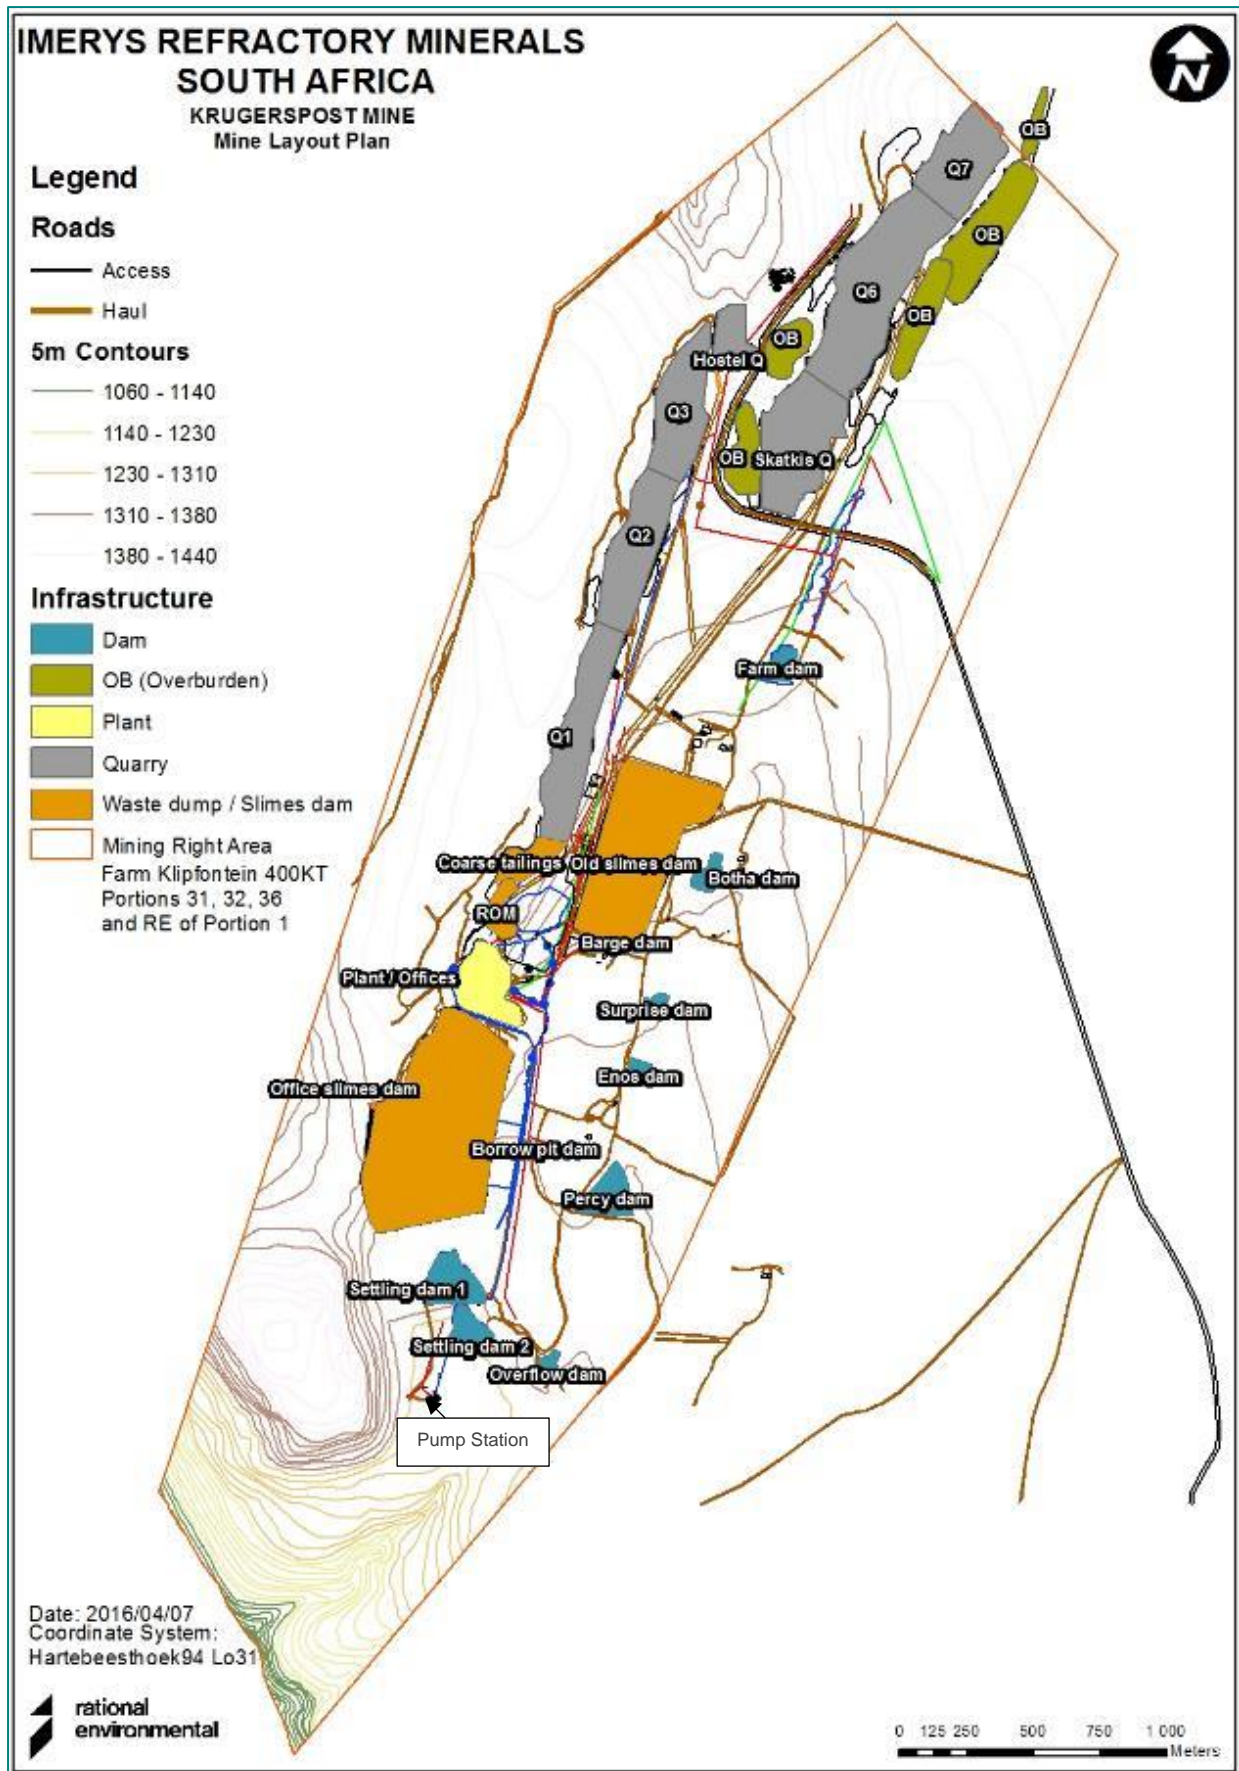 IMERYS REFRACTORY MINERALS
SOUTH AFRICA
KRUGERSPOST MINE
Mine Layout Plan
N
Legend
Roads
Access
Haul
5m Contours
1060 - 1140
1140 - 1230
1230 - 1310
1310 - 1380
1380 - 1440
Infrastructure
Dam
OB (Overburden)
Plant
Quarry
Waste dump / Slimes dam
Mining Right Area
Farm Klipfontein 400KT
Portions 31, 32, 36
and RE of Portion 1
OB
Q7
OB
Q6
OB
OB
Hostel Q
Q3
OB
Skatkis Q
Q2
Farm dam
Q1
Coarse tailings
Old slimes dam
Botha dam
ROM
Barge dam
Plant / Offices
Surprise dam
Enos dam
Office slimes dam
Borrow pit dam
Percy dam
Settling dam 1
Settling dam 2
Overflow dam
Pump Station
Date: 2016/04/07
Coordinate System:
Hartebeesthoek94 Lo31
rational
environmental
0 125 250 500 750 1 000
Meters